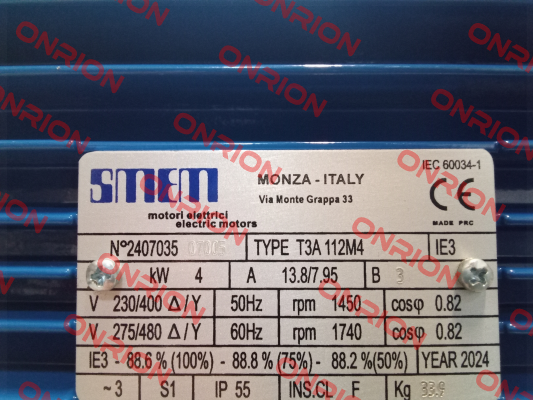 SMEM
MONZA - ITALY
Via Monte Grappa 33
IEC 60034-1
CE
MADE PRC
motori elettrici
electric motors
N°2407035 07005 TYPE T3A 112M4 IE3
kW 4 A 13.8/7.95 B 3
V 230/400 Δ / Y 50Hz rpm 1450 cosφ 0.82
V 275/480 Δ / Y 60Hz rpm 1740 cosφ 0.82
IE3 - 88.6 % (100%) - 88.8 % (75%) - 88.2 % (50%) YEAR 2024
~ 3 S1 IP 55 INS.CL F Kg 33.9
ONRION